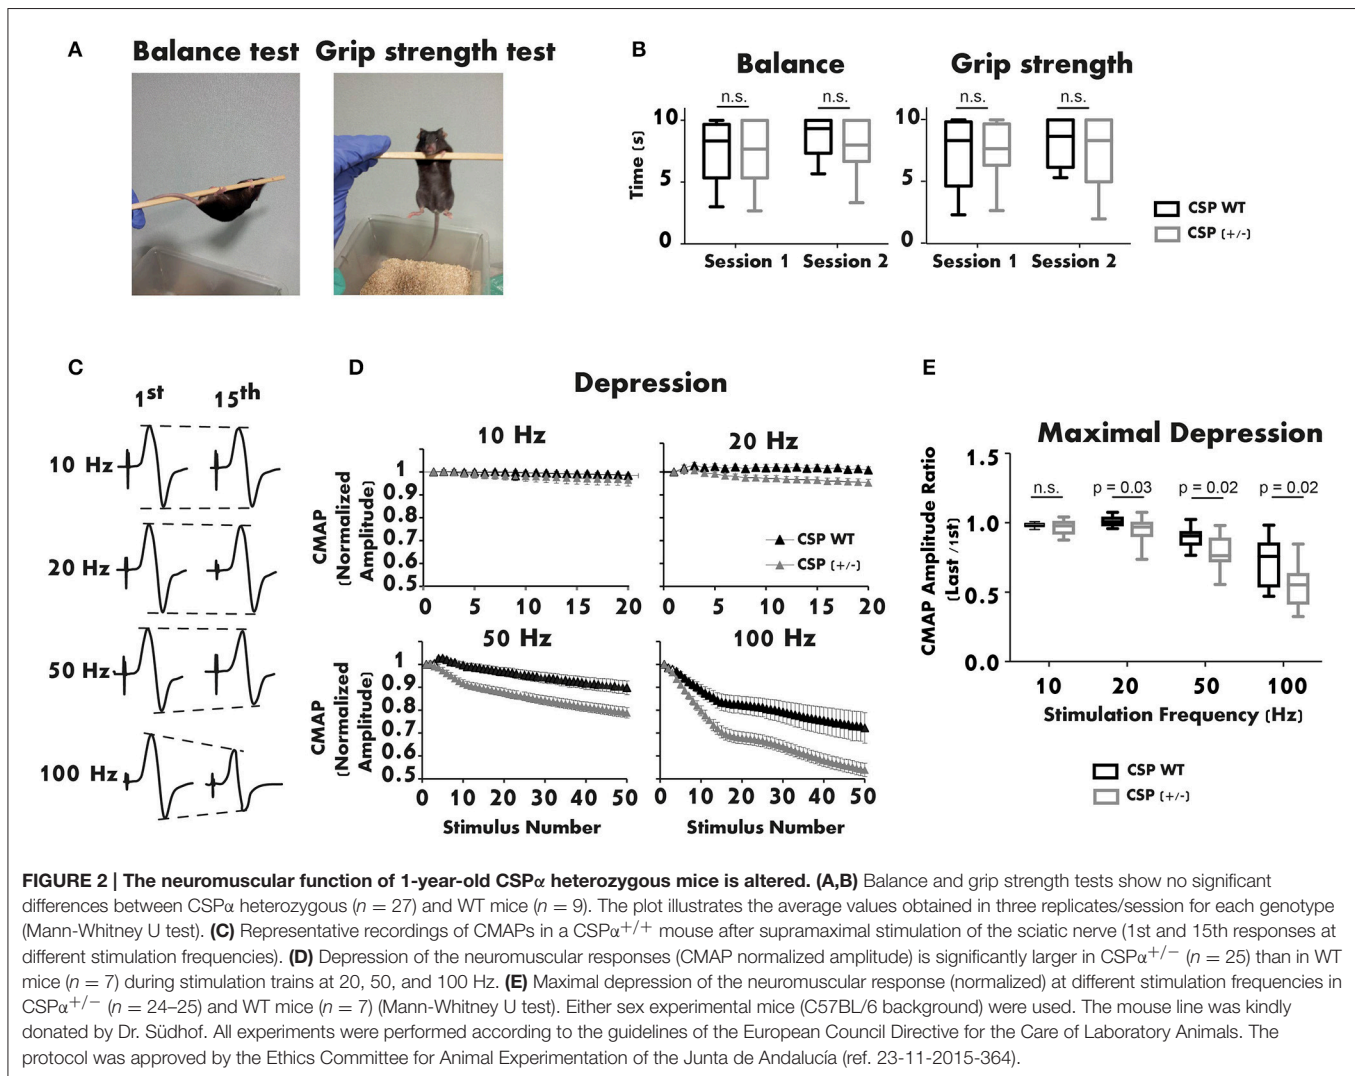 A
Balance test
Grip strength test
B
Balance
Grip strength
n.s.
n.s.
n.s.
n.s.
Time (s)
10
5
0
10
5
0
Session 1
Session 2
Session 1
Session 2
CSP WT
CSP (+/-)
C
1st
15th
10 Hz
20 Hz
50 Hz
100 Hz
D
Depression
10 Hz
20 Hz
CMAP
(Normalized
Amplitude)
1
0.9
0.8
0.7
0.6
0.5
0
5
10
15
20
CSP WT
CSP (+/-)
0
5
10
15
20
50 Hz
100 Hz
CMAP
(Normalized
Amplitude)
1
0.9
0.8
0.7
0.6
0.5
0
10
20
30
40
50
0
10
20
30
40
50
Stimulus Number
Stimulus Number
E
Maximal Depression
CMAP Amplitude Ratio
(Last /1st)
1.5
1.0
0.5
0.0
n.s.
p = 0.03
p = 0.02
p = 0.02
10
20
50
100
Stimulation Frequency (Hz)
CSP WT
CSP (+/-)
FIGURE 2 | The neuromuscular function of 1-year-old CSPα heterozygous mice is altered. (A,B) Balance and grip strength tests show no significant
differences between CSPα heterozygous (n = 27) and WT mice (n = 9). The plot illustrates the average values obtained in three replicates/session for each genotype
(Mann-Whitney U test). (C) Representative recordings of CMAPs in a CSPα+/+ mouse after supramaximal stimulation of the sciatic nerve (1st and 15th responses at
different stimulation frequencies). (D) Depression of the neuromuscular responses (CMAP normalized amplitude) is significantly larger in CSPα+/− (n = 25) than in WT
mice (n = 7) during stimulation trains at 20, 50, and 100 Hz. (E) Maximal depression of the neuromuscular response (normalized) at different stimulation frequencies in
CSPα+/− (n = 24–25) and WT mice (n = 7) (Mann-Whitney U test). Either sex experimental mice (C57BL/6 background) were used. The mouse line was kindly
donated by Dr. Südhof. All experiments were performed according to the guidelines of the European Council Directive for the Care of Laboratory Animals. The
protocol was approved by the Ethics Committee for Animal Experimentation of the Junta de Andalucía (ref. 23-11-2015-364).